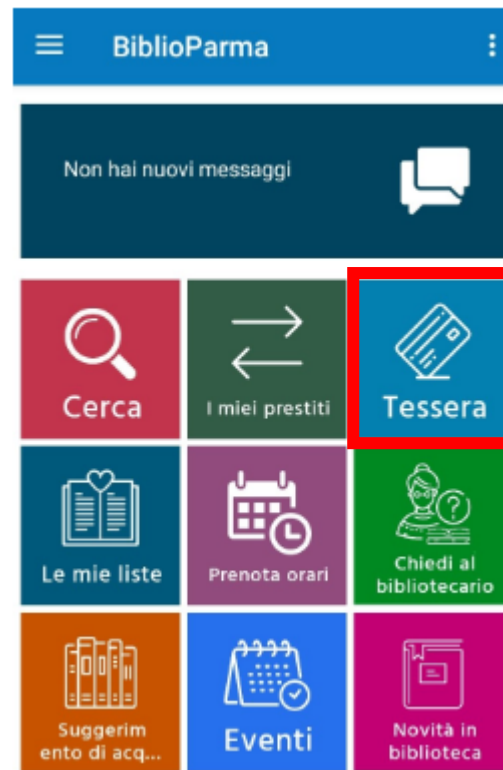 BiblioParma
Non hai nuovi messaggi
Cerca
I miei prestiti
Tessera
Le mie liste
Prenota orari
Chiedi al
bibliotecario
Suggerim
ento di acq...
Eventi
Novità in
biblioteca